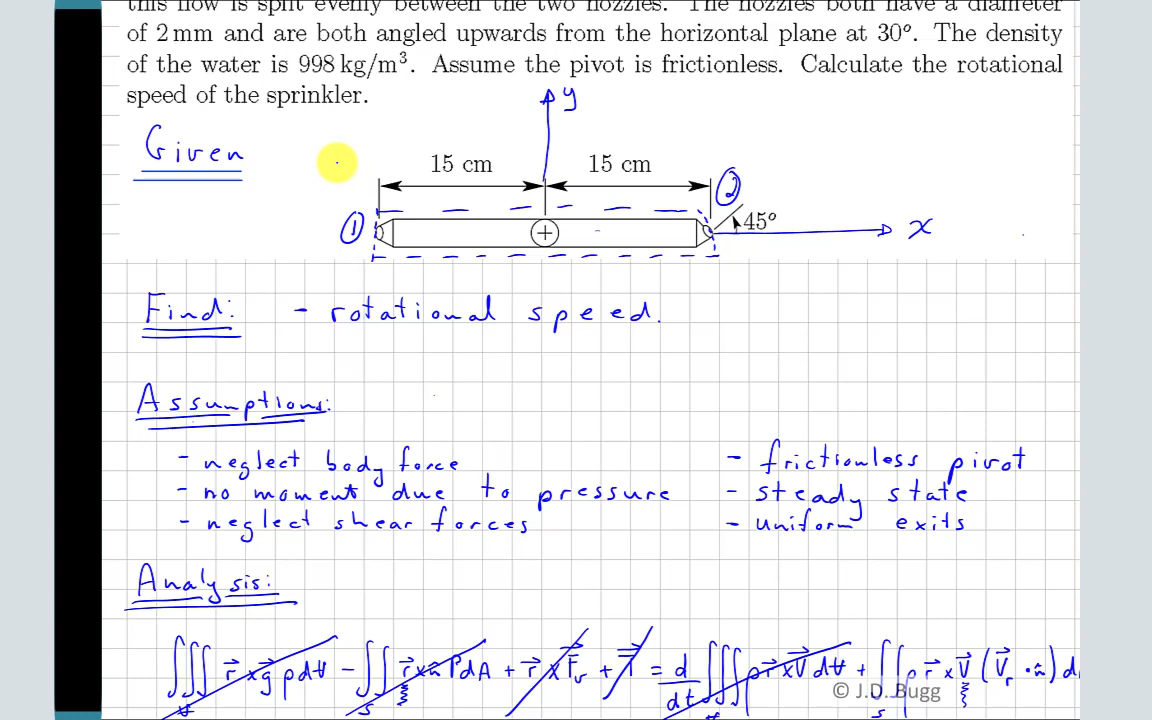 this flow is split evenly between the two nozzles. The nozzles both have a diameter
of 2 mm and are both angled upwards from the horizontal plane at 30°. The density
of the water is 998 kg/m³. Assume the pivot is frictionless. Calculate the rotational
speed of the sprinkler.
y
Given
15 cm 15 cm
① ② 45° x
Find: - rotational speed.
Assumptions:
- neglect body force - frictionless pivot
- no moment due to pressure - steady state
- neglect shear forces - uniform exits
Analysis:
∭ r⃗ x g⃗ ρ dV - ∬ r⃗ x n̂ P dA + r⃗ x F⃗ᵥ + T⃗ = d/dt ∭ ρ r⃗ x V⃗ dV + ∬ ρ r⃗ x V⃗ (V⃗ᵣ · n̂) d
© J.D. Bugg